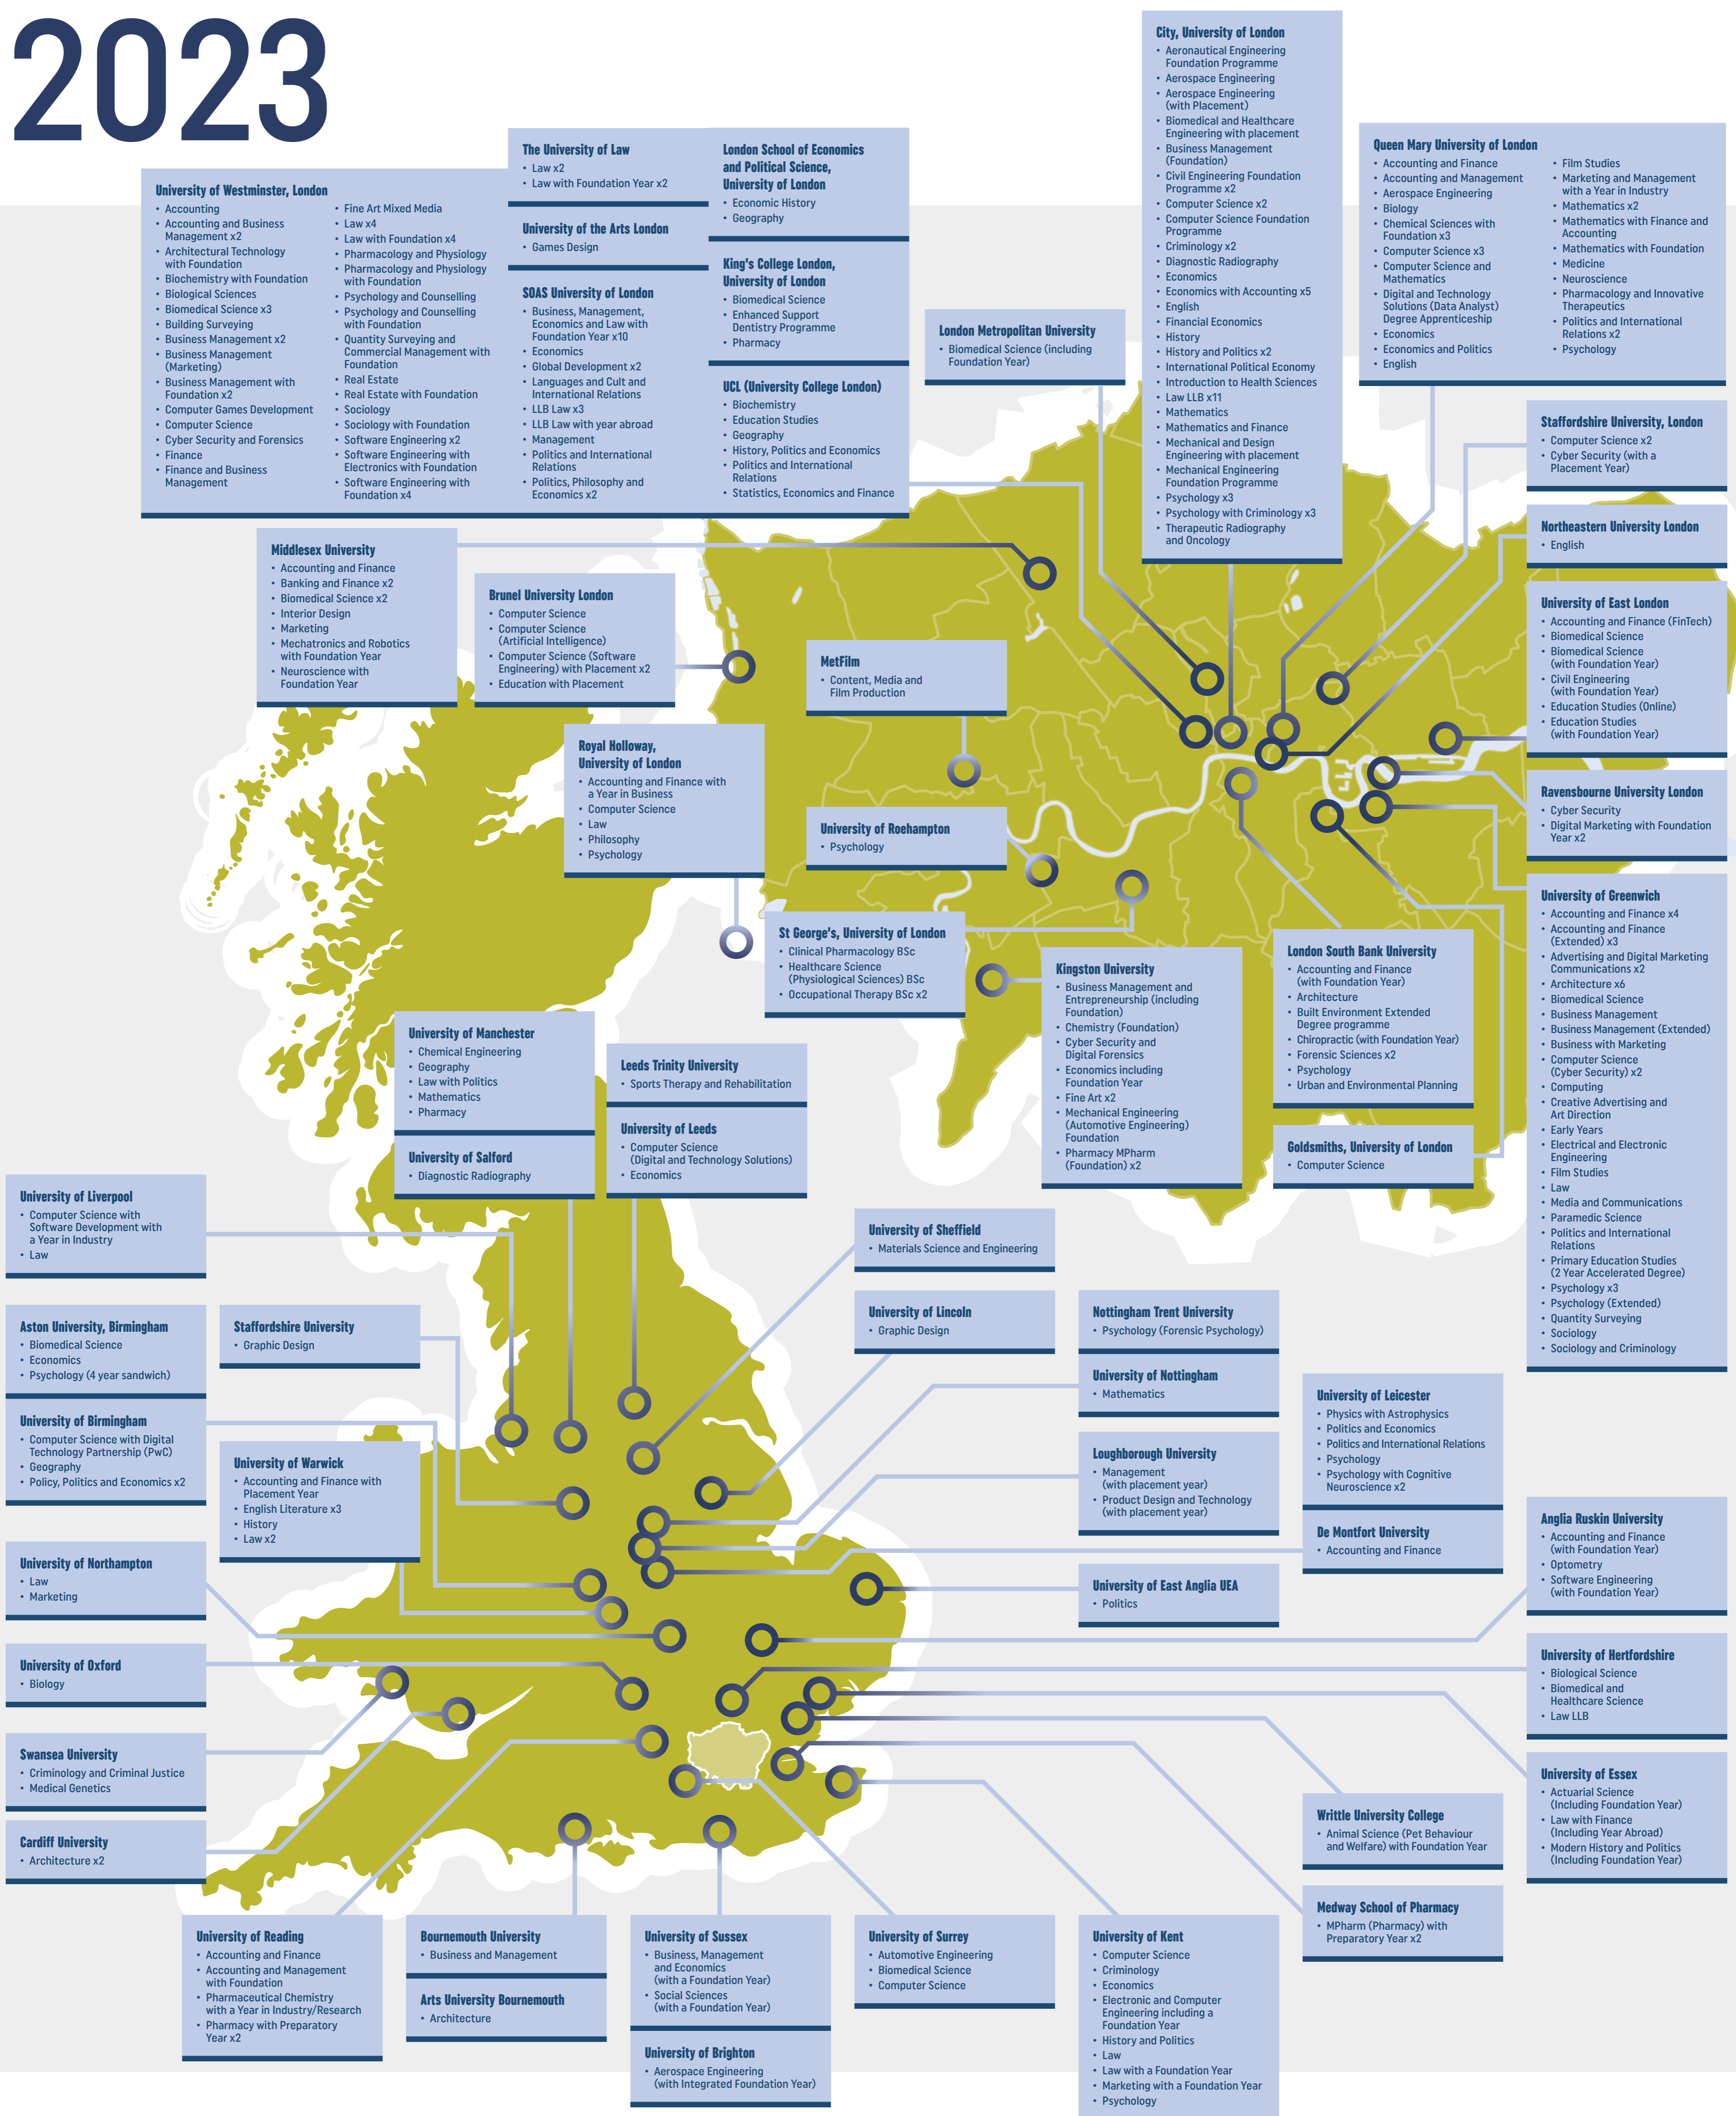 2023
University of Westminster, London
• Accounting
• Accounting and Business
Management x2
• Architectural Technology
with Foundation
• Biochemistry with Foundation
• Biological Sciences
• Biomedical Science x3
• Building Surveying
• Business Management x2
• Business Management
(Marketing)
• Business Management with
Foundation x2
• Computer Games Development
• Computer Science
• Cyber Security and Forensics
• Finance
• Finance and Business
Management
• Fine Art Mixed Media
• Law x4
• Law with Foundation x4
• Pharmacology and Physiology
• Pharmacology and Physiology
with Foundation
• Psychology and Counselling
• Psychology and Counselling
with Foundation
• Quantity Surveying and
Commercial Management with
Foundation
• Real Estate
• Real Estate with Foundation
• Sociology
• Sociology with Foundation
• Software Engineering x2
• Software Engineering with
Electronics with Foundation
• Software Engineering with
Foundation x4
The University of Law
• Law x2
• Law with Foundation Year x2
University of the Arts London
• Games Design
SOAS University of London
• Business, Management,
Economics and Law with
Foundation Year x10
• Economics
• Global Development x2
• Languages and Cult and
International Relations
• LLB Law x3
• LLB Law with year abroad
• Management
• Politics and International
Relations
• Politics, Philosophy and
Economics x2
London School of Economics
and Political Science,
University of London
• Economic History
• Geography
King's College London,
University of London
• Biomedical Science
• Enhanced Support
Dentistry Programme
• Pharmacy
UCL (University College London)
• Biochemistry
• Education Studies
• Geography
• History, Politics and Economics
• Politics and International
Relations
• Statistics, Economics and Finance
London Metropolitan University
• Biomedical Science (including
Foundation Year)
City, University of London
• Aeronautical Engineering
Foundation Programme
• Aerospace Engineering
• Aerospace Engineering
(with Placement)
• Biomedical and Healthcare
Engineering with placement
• Business Management
(Foundation)
• Civil Engineering Foundation
Programme x2
• Computer Science x2
• Computer Science Foundation
Programme
• Criminology x2
• Diagnostic Radiography
• Economics
• Economics with Accounting x5
• English
• Financial Economics
• History
• History and Politics x2
• International Political Economy
• Introduction to Health Sciences
• Law LLB x11
• Mathematics
• Mathematics and Finance
• Mechanical and Design
Engineering with placement
• Mechanical Engineering
Foundation Programme
• Psychology x3
• Psychology with Criminology x3
• Therapeutic Radiography
and Oncology
Queen Mary University of London
• Accounting and Finance
• Accounting and Management
• Aerospace Engineering
• Biology
• Chemical Sciences with
Foundation x3
• Computer Science x3
• Computer Science and
Mathematics
• Digital and Technology
Solutions (Data Analyst)
Degree Apprenticeship
• Economics
• Economics and Politics
• English
• Film Studies
• Marketing and Management
with a Year in Industry
• Mathematics x2
• Mathematics with Finance and
Accounting
• Mathematics with Foundation
• Medicine
• Neuroscience
• Pharmacology and Innovative
Therapeutics
• Politics and International
Relations x2
• Psychology
Staffordshire University, London
• Computer Science x2
• Cyber Security (with a
Placement Year)
Northeastern University London
• English
University of East London
• Accounting and Finance (FinTech)
• Biomedical Science
• Biomedical Science
(with Foundation Year)
• Civil Engineering
(with Foundation Year)
• Education Studies (Online)
• Education Studies
(with Foundation Year)
Ravensbourne University London
• Cyber Security
• Digital Marketing with Foundation
Year x2
University of Greenwich
• Accounting and Finance x4
• Accounting and Finance
(Extended) x3
• Advertising and Digital Marketing
Communications x2
• Architecture x6
• Biomedical Science
• Business Management
• Business Management (Extended)
• Business with Marketing
• Computer Science
(Cyber Security) x2
• Computing
• Creative Advertising and
Art Direction
• Early Years
• Electrical and Electronic
Engineering
• Film Studies
• Law
• Media and Communications
• Paramedic Science
• Politics and International
Relations
• Primary Education Studies
(2 Year Accelerated Degree)
• Psychology x3
• Psychology (Extended)
• Quantity Surveying
• Sociology
• Sociology and Criminology
Middlesex University
• Accounting and Finance
• Banking and Finance x2
• Biomedical Science x2
• Interior Design
• Marketing
• Mechatronics and Robotics
with Foundation Year
• Neuroscience with
Foundation Year
Brunel University London
• Computer Science
• Computer Science
(Artificial Intelligence)
• Computer Science (Software
Engineering) with Placement x2
• Education with Placement
MetFilm
• Content, Media and
Film Production
Royal Holloway,
University of London
• Accounting and Finance with
a Year in Business
• Computer Science
• Law
• Philosophy
• Psychology
University of Roehampton
• Psychology
St George's, University of London
• Clinical Pharmacology BSc
• Healthcare Science
(Physiological Sciences) BSc
• Occupational Therapy BSc x2
Kingston University
• Business Management and
Entrepreneurship (including
Foundation)
• Chemistry (Foundation)
• Cyber Security and
Digital Forensics
• Economics including
Foundation Year
• Fine Art x2
• Mechanical Engineering
(Automotive Engineering)
Foundation
• Pharmacy MPharm
(Foundation) x2
London South Bank University
• Accounting and Finance
(with Foundation Year)
• Architecture
• Built Environment Extended
Degree programme
• Chiropractic (with Foundation Year)
• Forensic Sciences x2
• Psychology
• Urban and Environmental Planning
Goldsmiths, University of London
• Computer Science
University of Manchester
• Chemical Engineering
• Geography
• Law with Politics
• Mathematics
• Pharmacy
University of Salford
• Diagnostic Radiography
Leeds Trinity University
• Sports Therapy and Rehabilitation
University of Leeds
• Computer Science
(Digital and Technology Solutions)
• Economics
University of Liverpool
• Computer Science with
Software Development with
a Year in Industry
• Law
University of Sheffield
• Materials Science and Engineering
University of Lincoln
• Graphic Design
Nottingham Trent University
• Psychology (Forensic Psychology)
University of Nottingham
• Mathematics
Loughborough University
• Management
(with placement year)
• Product Design and Technology
(with placement year)
University of East Anglia UEA
• Politics
University of Leicester
• Physics with Astrophysics
• Politics and Economics
• Politics and International Relations
• Psychology
• Psychology with Cognitive
Neuroscience x2
De Montfort University
• Accounting and Finance
Anglia Ruskin University
• Accounting and Finance
(with Foundation Year)
• Optometry
• Software Engineering
(with Foundation Year)
Aston University, Birmingham
• Biomedical Science
• Economics
• Psychology (4 year sandwich)
Staffordshire University
• Graphic Design
University of Birmingham
• Computer Science with Digital
Technology Partnership (PwC)
• Geography
• Policy, Politics and Economics x2
University of Warwick
• Accounting and Finance with
Placement Year
• English Literature x3
• History
• Law x2
University of Northampton
• Law
• Marketing
University of Oxford
• Biology
Swansea University
• Criminology and Criminal Justice
• Medical Genetics
Cardiff University
• Architecture x2
University of Hertfordshire
• Biological Science
• Biomedical and
Healthcare Science
• Law LLB
University of Essex
• Actuarial Science
(Including Foundation Year)
• Law with Finance
(Including Year Abroad)
• Modern History and Politics
(Including Foundation Year)
Writtle University College
• Animal Science (Pet Behaviour
and Welfare) with Foundation Year
Medway School of Pharmacy
• MPharm (Pharmacy) with
Preparatory Year x2
University of Reading
• Accounting and Finance
• Accounting and Management
with Foundation
• Pharmaceutical Chemistry
with a Year in Industry/Research
• Pharmacy with Preparatory
Year x2
Bournemouth University
• Business and Management
Arts University Bournemouth
• Architecture
University of Sussex
• Business, Management
and Economics
(with a Foundation Year)
• Social Sciences
(with a Foundation Year)
University of Brighton
• Aerospace Engineering
(with Integrated Foundation Year)
University of Surrey
• Automotive Engineering
• Biomedical Science
• Computer Science
University of Kent
• Computer Science
• Criminology
• Economics
• Electronic and Computer
Engineering including a
Foundation Year
• History and Politics
• Law
• Law with a Foundation Year
• Marketing with a Foundation Year
• Psychology